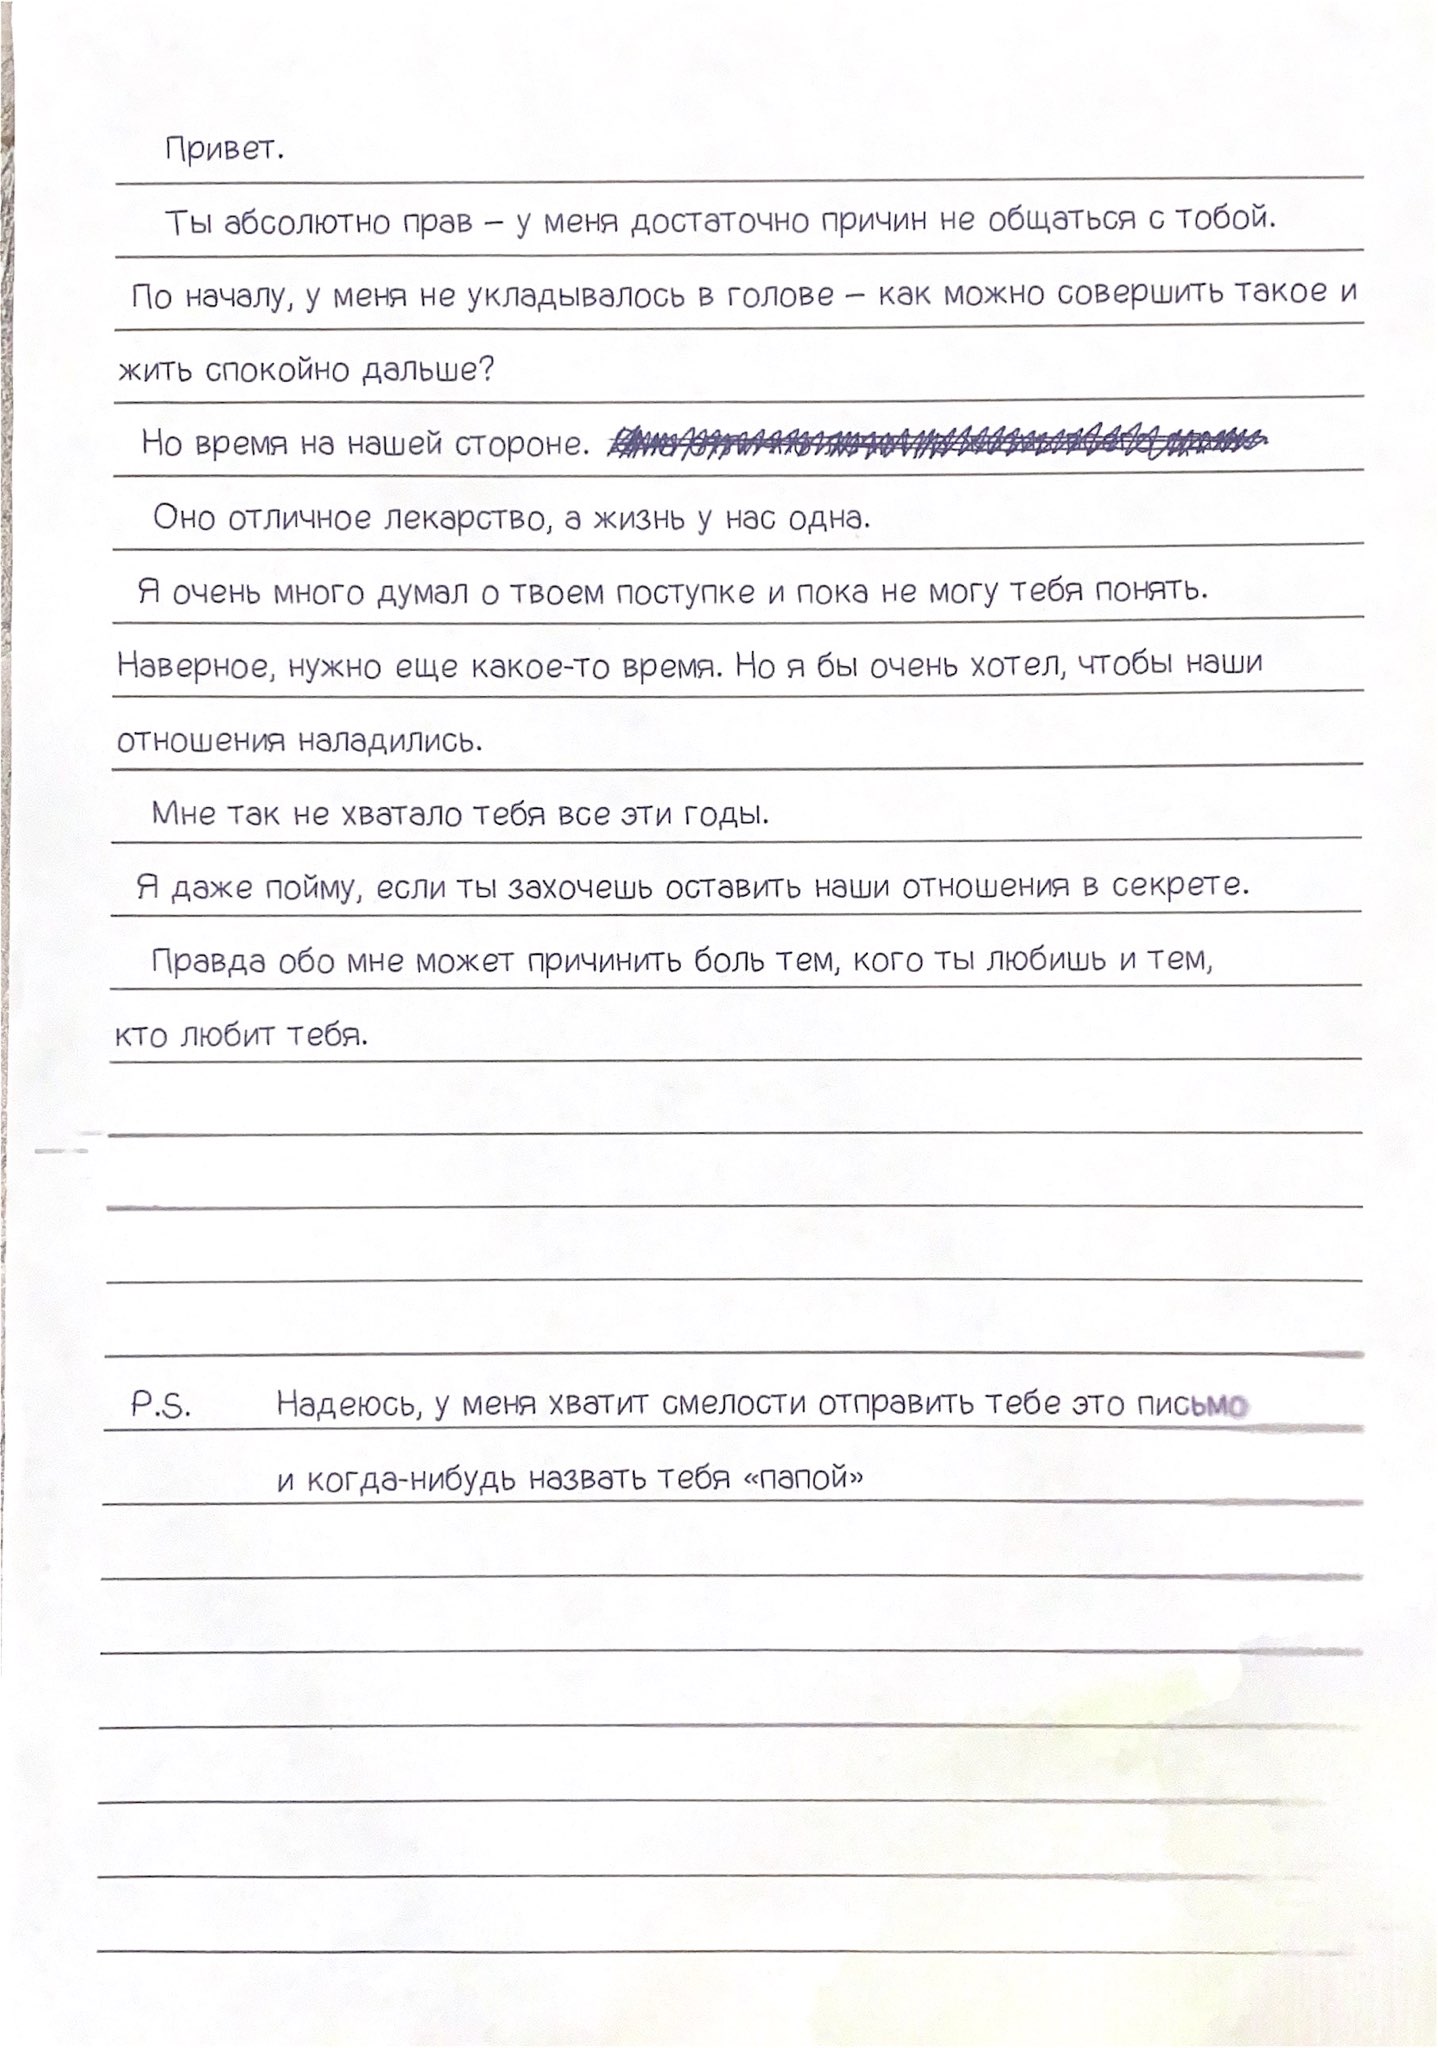 Привет.
Ты абсолютно прав – у меня достаточно причин не общаться с тобой.
По началу, у меня не укладывалось в голове – как можно совершить такое и
жить спокойно дальше?
Но время на нашей стороне.
Оно отличное лекарство, а жизнь у нас одна.
Я очень много думал о твоем поступке и пока не могу тебя понять.
Наверное, нужно еще какое-то время. Но я бы очень хотел, чтобы наши
отношения наладились.
Мне так не хватало тебя все эти годы.
Я даже пойму, если ты захочешь оставить наши отношения в секрете.
Правда обо мне может причинить боль тем, кого ты любишь и тем,
кто любит тебя.
P.S. Надеюсь, у меня хватит смелости отправить тебе это письмо
и когда-нибудь назвать тебя «папой»